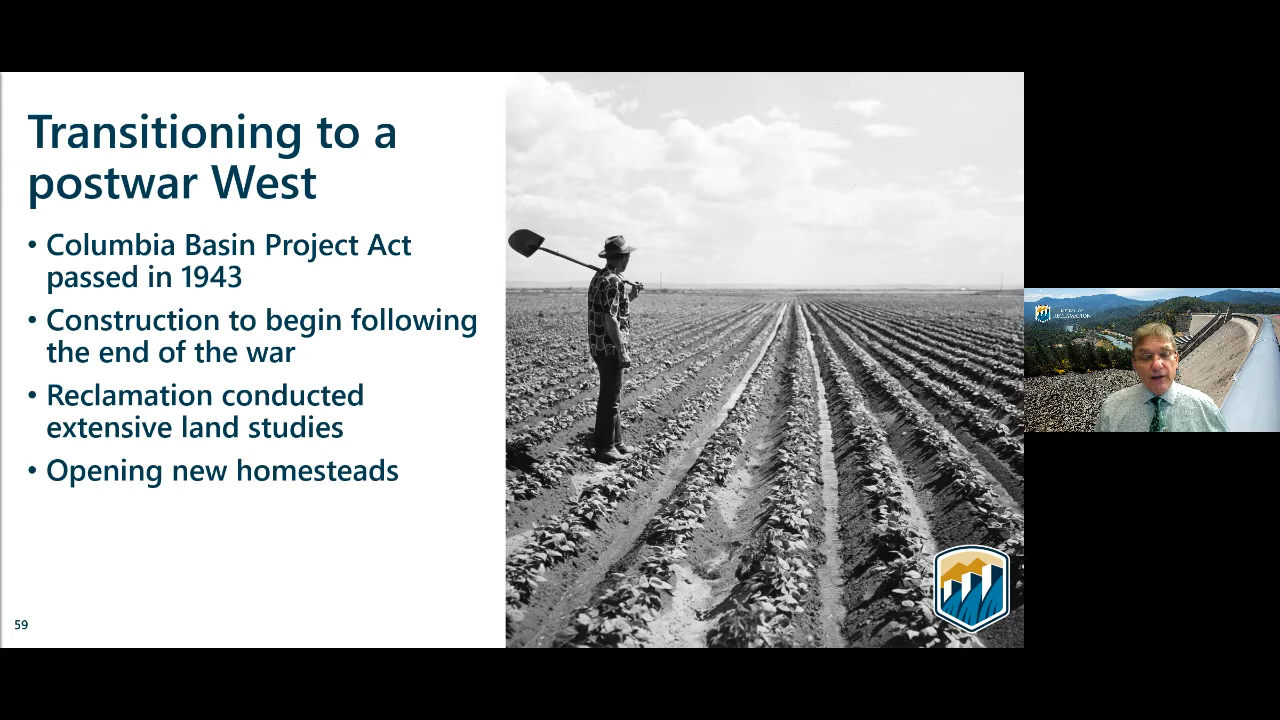 Transitioning to a
postwar West
• Columbia Basin Project Act
passed in 1943
• Construction to begin following
the end of the war
• Reclamation conducted
extensive land studies
• Opening new homesteads
59
RECLAMATION